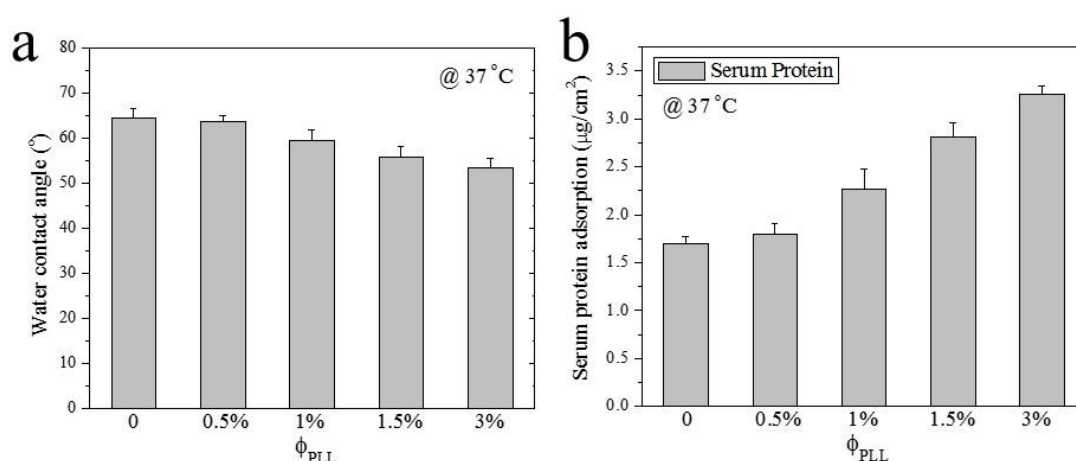 a
80
70
60
50
40
30
20
10
0
Water contact angle (°)
@ 37 °C
0 0.5% 1% 1.5% 3%
ϕPLL
b
3.5
3.0
2.5
2.0
1.5
1.0
0.5
0.0
Serum protein adsorption (μg/cm²)
Serum Protein
@ 37 °C
0 0.5% 1% 1.5% 3%
ϕPLL